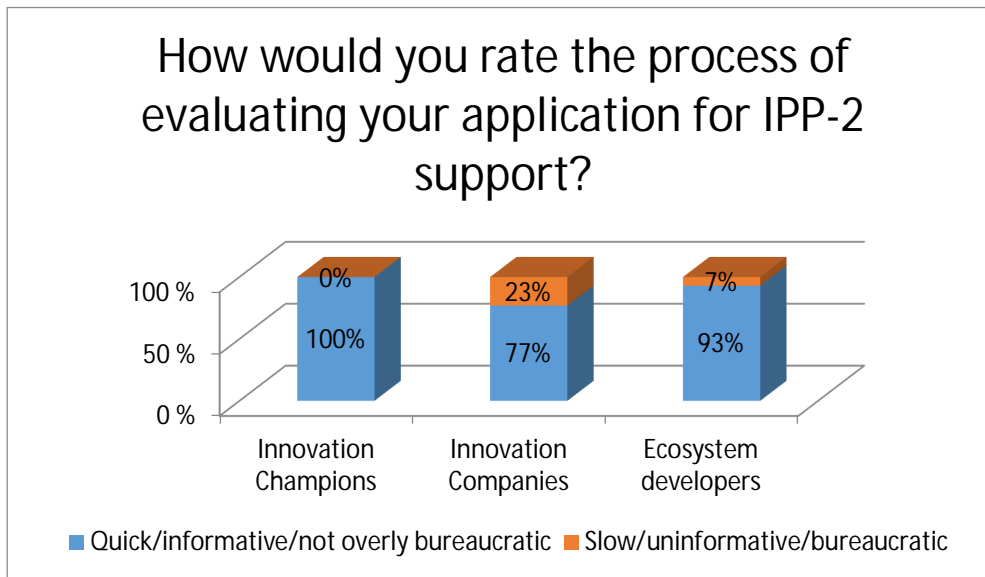 How would you rate the process of
evaluating your application for IPP-2
support?
0%
23%
7%
100 %
100%
77%
93%
50 %
0 %
Innovation
Champions
Innovation
Companies
Ecosystem
developers
Quick/informative/not overly bureaucratic
Slow/uninformative/bureaucratic